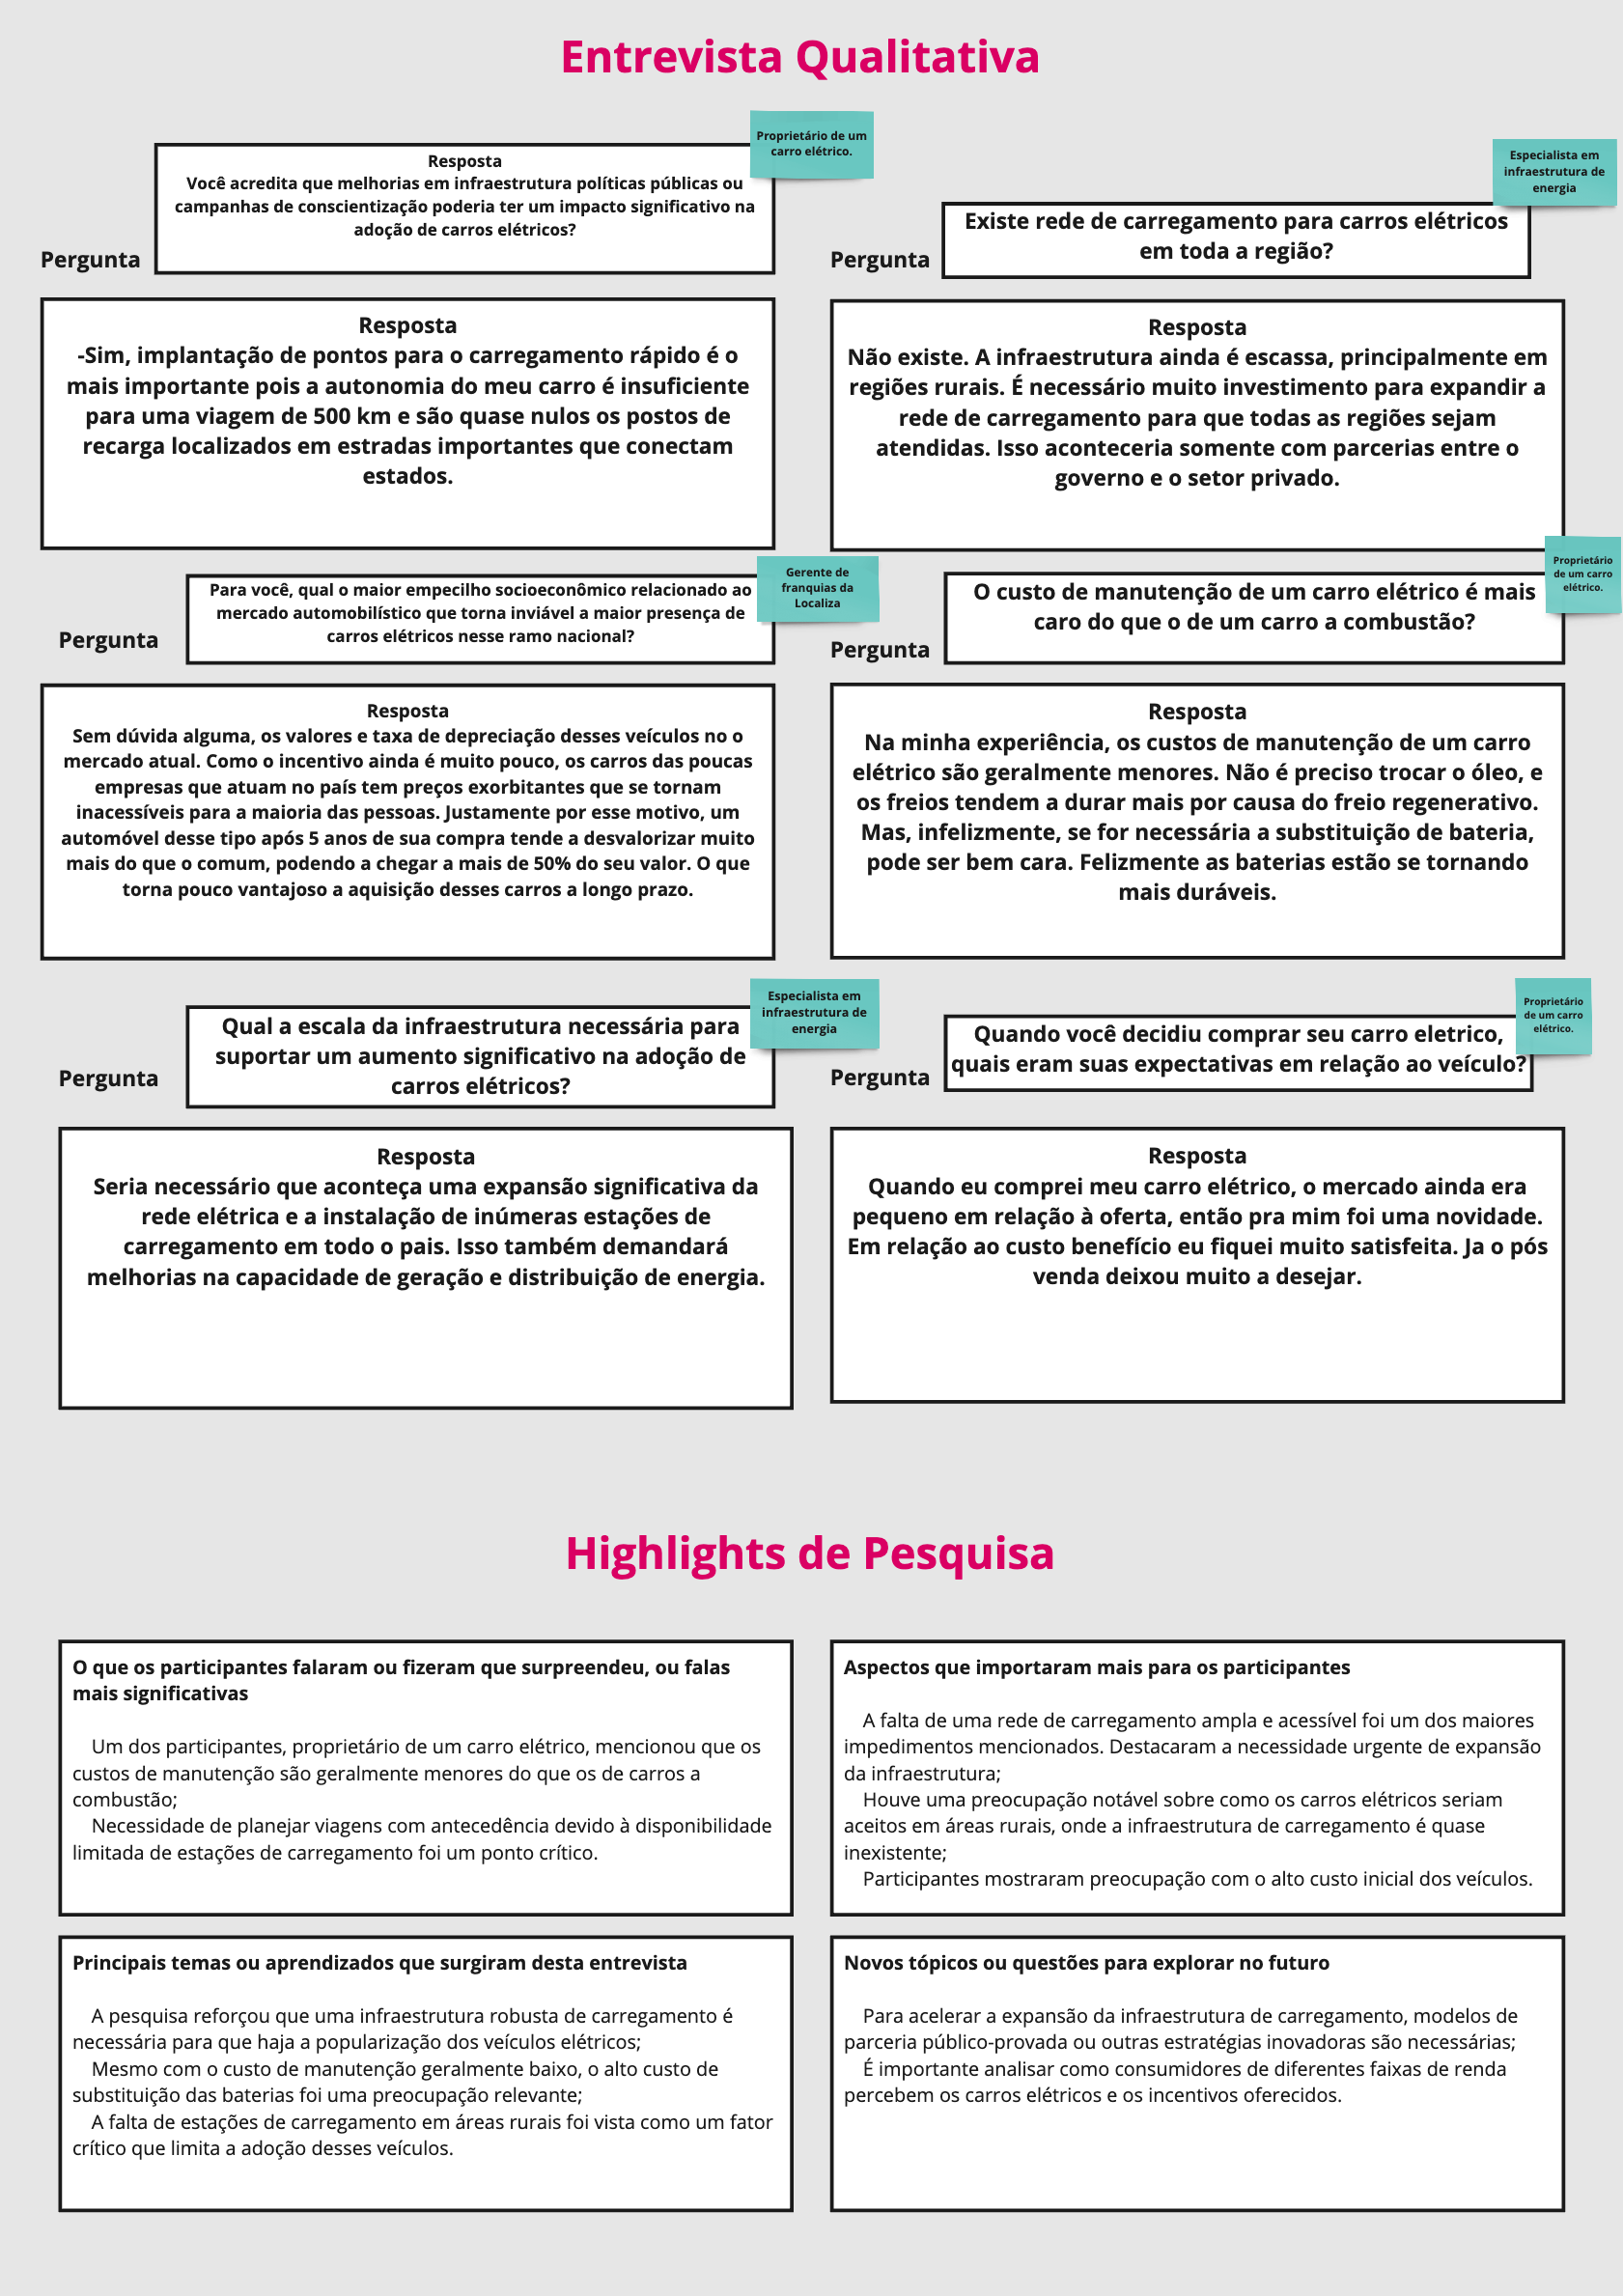 Entrevista Qualitativa
Proprietário de um
carro elétrico.
Pergunta
Resposta
Você acredita que melhorias em infraestrutura políticas públicas ou
campanhas de conscientização poderia ter um impacto significativo na
adoção de carros elétricos?
Resposta
-Sim, implantação de pontos para o carregamento rápido é o
mais importante pois a autonomia do meu carro é insuficiente
para uma viagem de 500 km e são quase nulos os postos de
recarga localizados em estradas importantes que conectam
estados.
Especialista em
infraestrutura de
energia
Pergunta
Existe rede de carregamento para carros elétricos
em toda a região?
Resposta
Não existe. A infraestrutura ainda é escassa, principalmente em
regiões rurais. É necessário muito investimento para expandir a
rede de carregamento para que todas as regiões sejam
atendidas. Isso aconteceria somente com parcerias entre o
governo e o setor privado.
Gerente de
franquias da
Localiza
Pergunta
Para você, qual o maior empecilho socioeconômico relacionado ao
mercado automobilístico que torna inviável a maior presença de
carros elétricos nesse ramo nacional?
Resposta
Sem dúvida alguma, os valores e taxa de depreciação desses veículos no o
mercado atual. Como o incentivo ainda é muito pouco, os carros das poucas
empresas que atuam no país tem preços exorbitantes que se tornam
inacessíveis para a maioria das pessoas. Justamente por esse motivo, um
automóvel desse tipo após 5 anos de sua compra tende a desvalorizar muito
mais do que o comum, podendo a chegar a mais de 50% do seu valor. O que
torna pouco vantajoso a aquisição desses carros a longo prazo.
Proprietário
de um carro
elétrico.
Pergunta
O custo de manutenção de um carro elétrico é mais
caro do que o de um carro a combustão?
Resposta
Na minha experiência, os custos de manutenção de um carro
elétrico são geralmente menores. Não é preciso trocar o óleo, e
os freios tendem a durar mais por causa do freio regenerativo.
Mas, infelizmente, se for necessária a substituição de bateria,
pode ser bem cara. Felizmente as baterias estão se tornando
mais duráveis.
Especialista em
infraestrutura de
energia
Pergunta
Qual a escala da infraestrutura necessária para
suportar um aumento significativo na adoção de
carros elétricos?
Resposta
Seria necessário que aconteça uma expansão significativa da
rede elétrica e a instalação de inúmeras estações de
carregamento em todo o pais. Isso também demandará
melhorias na capacidade de geração e distribuição de energia.
Proprietário
de um carro
elétrico.
Pergunta
Quando você decidiu comprar seu carro eletrico,
quais eram suas expectativas em relação ao veículo?
Resposta
Quando eu comprei meu carro elétrico, o mercado ainda era
pequeno em relação à oferta, então pra mim foi uma novidade.
Em relação ao custo benefício eu fiquei muito satisfeita. Ja o pós
venda deixou muito a desejar.
Highlights de Pesquisa
O que os participantes falaram ou fizeram que surpreendeu, ou falas
mais significativas
Um dos participantes, proprietário de um carro elétrico, mencionou que os
custos de manutenção são geralmente menores do que os de carros a
combustão;
Necessidade de planejar viagens com antecedência devido à disponibilidade
limitada de estações de carregamento foi um ponto crítico.
Aspectos que importaram mais para os participantes
A falta de uma rede de carregamento ampla e acessível foi um dos maiores
impedimentos mencionados. Destacaram a necessidade urgente de expansão
da infraestrutura;
Houve uma preocupação notável sobre como os carros elétricos seriam
aceitos em áreas rurais, onde a infraestrutura de carregamento é quase
inexistente;
Participantes mostraram preocupação com o alto custo inicial dos veículos.
Principais temas ou aprendizados que surgiram desta entrevista
A pesquisa reforçou que uma infraestrutura robusta de carregamento é
necessária para que haja a popularização dos veículos elétricos;
Mesmo com o custo de manutenção geralmente baixo, o alto custo de
substituição das baterias foi uma preocupação relevante;
A falta de estações de carregamento em áreas rurais foi vista como um fator
crítico que limita a adoção desses veículos.
Novos tópicos ou questões para explorar no futuro
Para acelerar a expansão da infraestrutura de carregamento, modelos de
parceria público-provada ou outras estratégias inovadoras são necessárias;
É importante analisar como consumidores de diferentes faixas de renda
percebem os carros elétricos e os incentivos oferecidos.